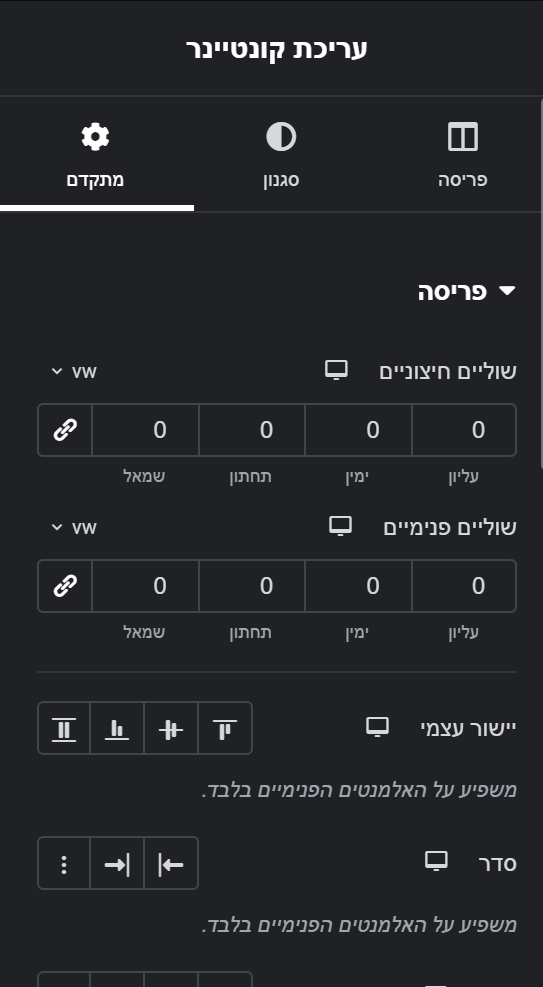 עריכת קונטיינר
פריסה סגנון מתקדם
פריסה
שוליים חיצוניים vw
0 0 0 0
עליון ימין תחתון שמאל
שוליים פנימיים vw
0 0 0 0
עליון ימין תחתון שמאל
יישור עצמי
משפיע על האלמנטים הפנימיים בלבד.
סדר
משפיע על האלמנטים הפנימיים בלבד.